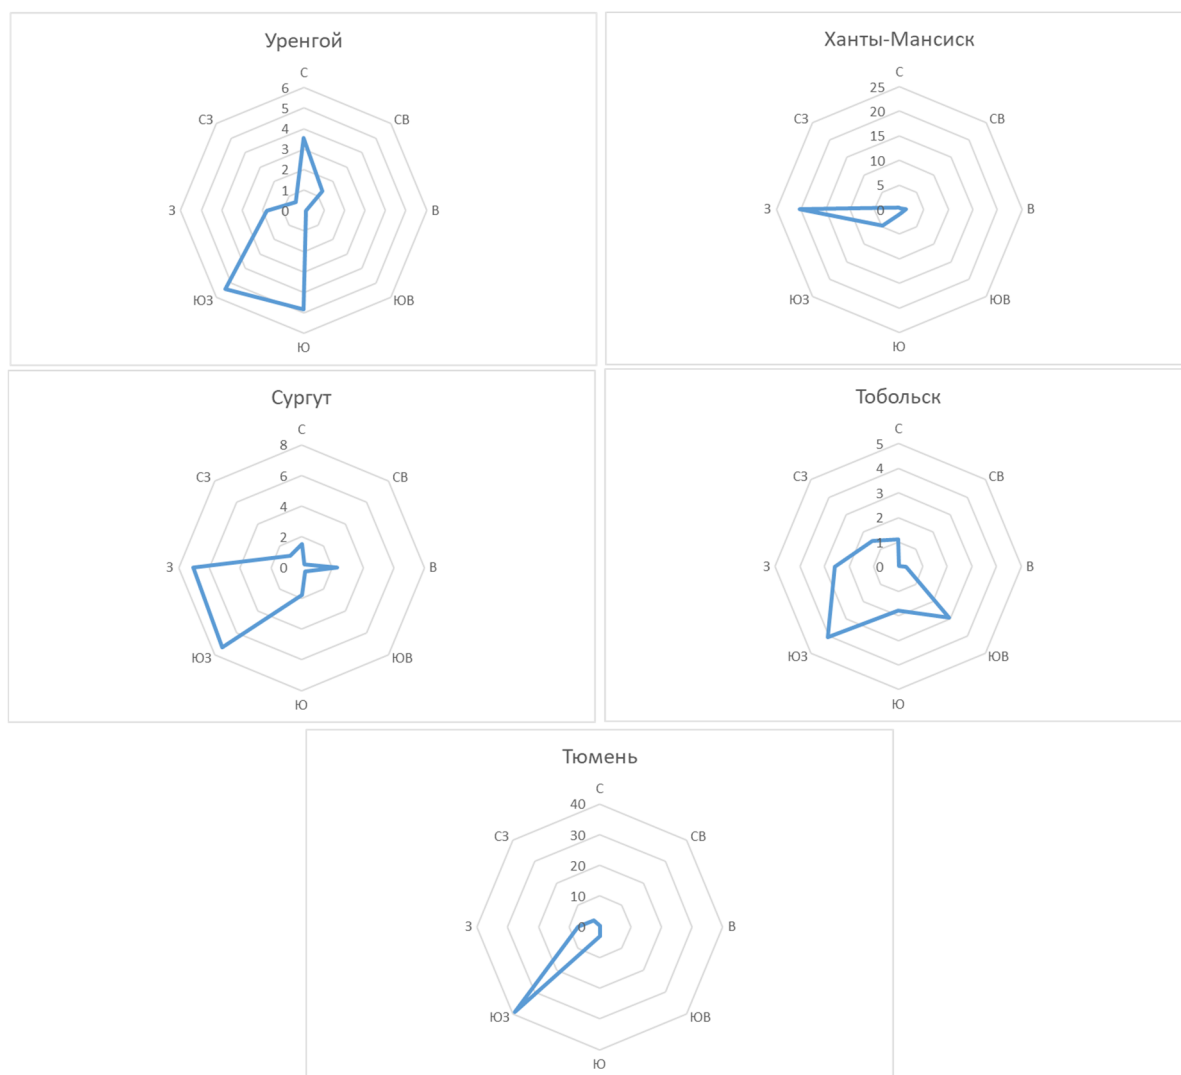 Уренгой
С
6
5
4
3
2
1
0
СВ
В
ЮВ
Ю
ЮЗ
З
СЗ
Ханты-Мансиск
С
25
20
15
10
5
0
СВ
В
ЮВ
Ю
ЮЗ
З
СЗ
Сургут
С
8
6
4
2
0
СВ
В
ЮВ
Ю
ЮЗ
З
СЗ
Тобольск
С
5
4
3
2
1
0
СВ
В
ЮВ
Ю
ЮЗ
З
СЗ
Тюмень
С
40
30
20
10
0
СВ
В
ЮВ
Ю
ЮЗ
З
СЗ